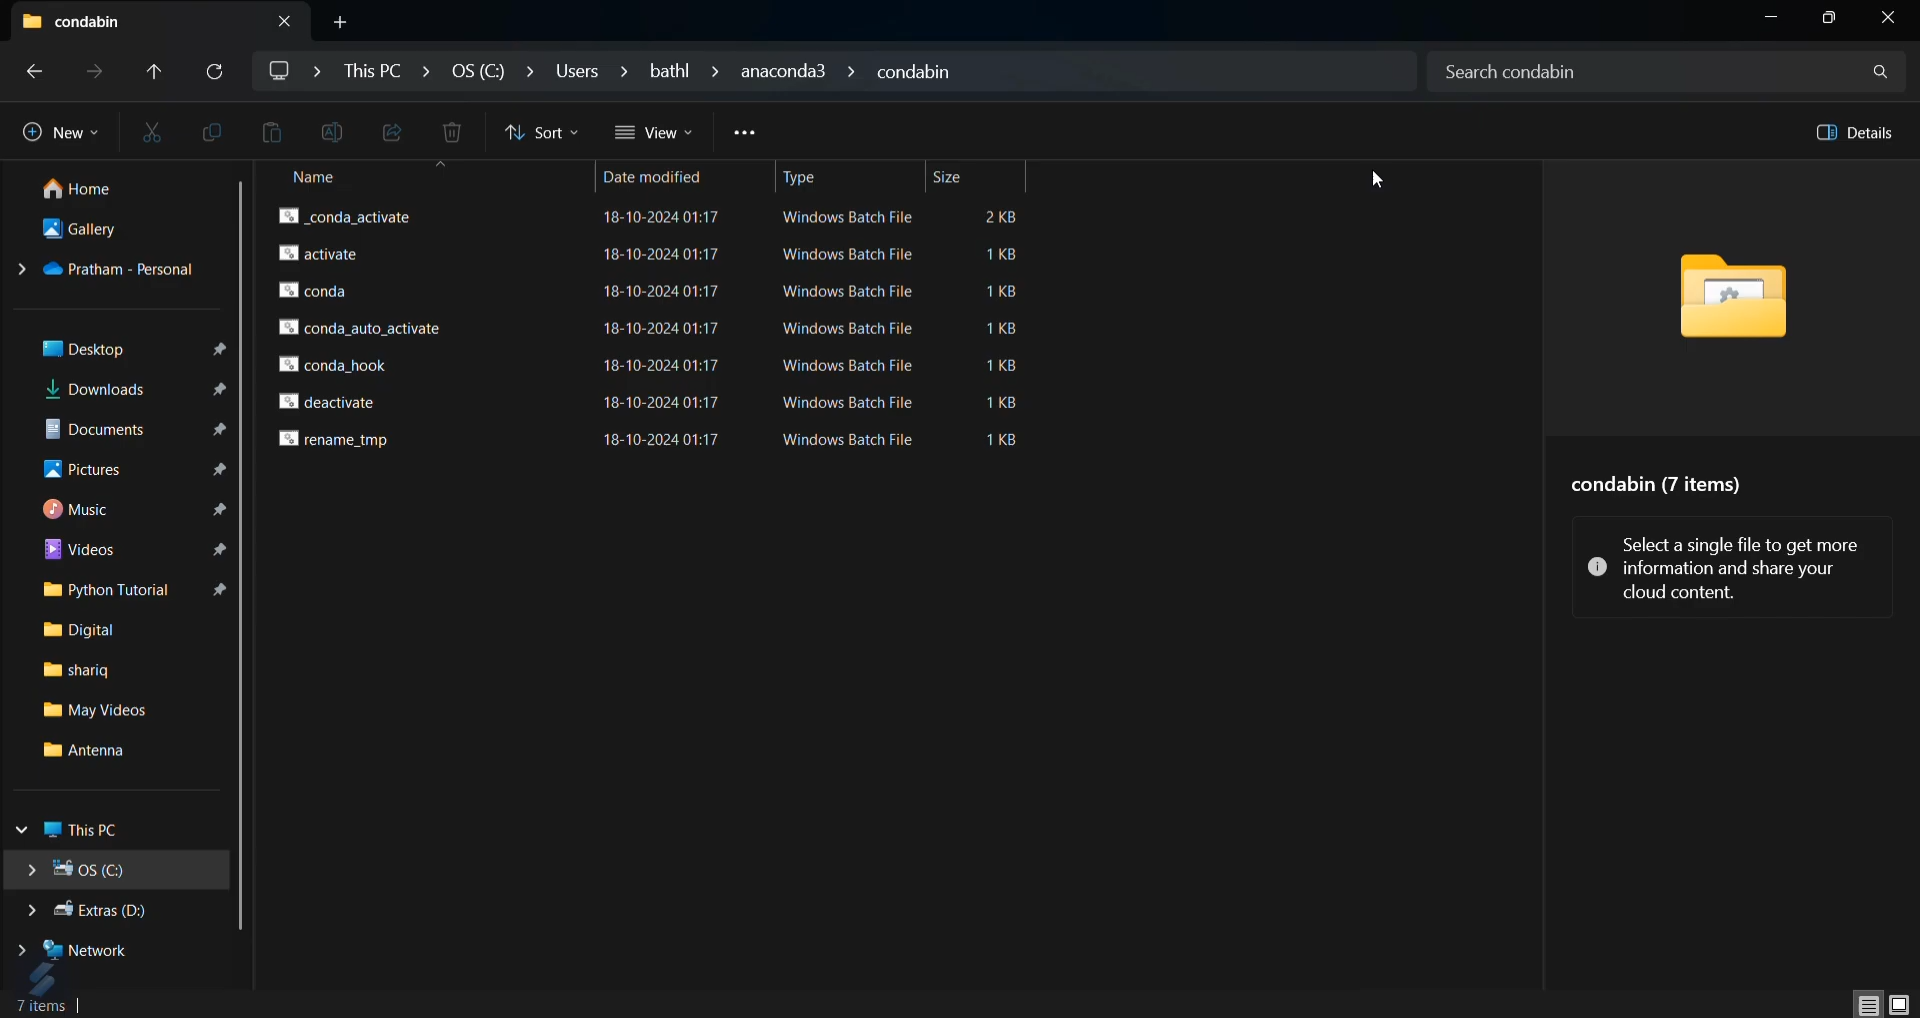 condabin
This PC > OS (C:) > Users > bathl > anaconda3 > condabin
Search condabin
New
Sort
View
Details
Home
Gallery
Pratham - Personal
Desktop
Downloads
Documents
Pictures
Music
Videos
Python Tutorial
Digital
shariq
May Videos
Antenna
This PC
OS (C:)
Extras (D:)
Network
Name Date modified Type Size
_conda_activate 18-10-2024 01:17 Windows Batch File 2 KB
activate 18-10-2024 01:17 Windows Batch File 1 KB
conda 18-10-2024 01:17 Windows Batch File 1 KB
conda_auto_activate 18-10-2024 01:17 Windows Batch File 1 KB
conda_hook 18-10-2024 01:17 Windows Batch File 1 KB
deactivate 18-10-2024 01:17 Windows Batch File 1 KB
rename_tmp 18-10-2024 01:17 Windows Batch File 1 KB
condabin (7 items)
Select a single file to get more
information and share your
cloud content.
7 items